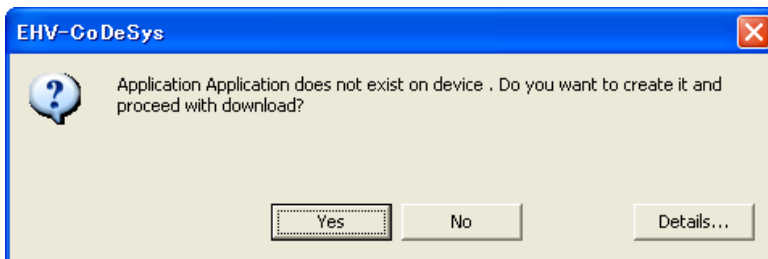 EHV-CoDeSys
Application Application does not exist on device . Do you want to create it and
proceed with download?
Yes No Details...